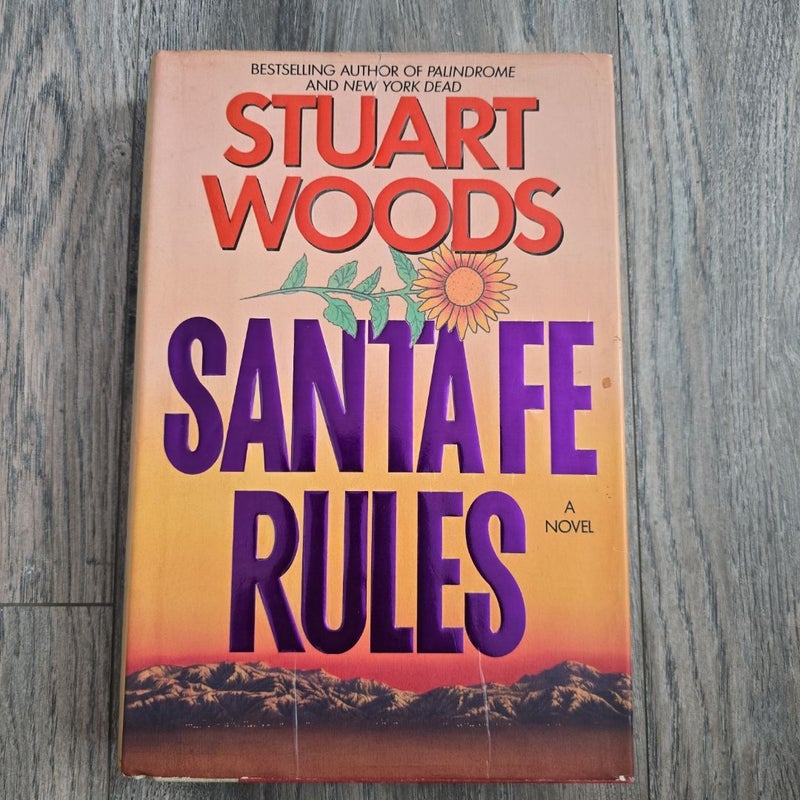 BESTSELLING AUTHOR OF PALINDROME
AND NEW YORK DEAD
STUART
WOODS
SANTA FE
RULES
A
NOVEL